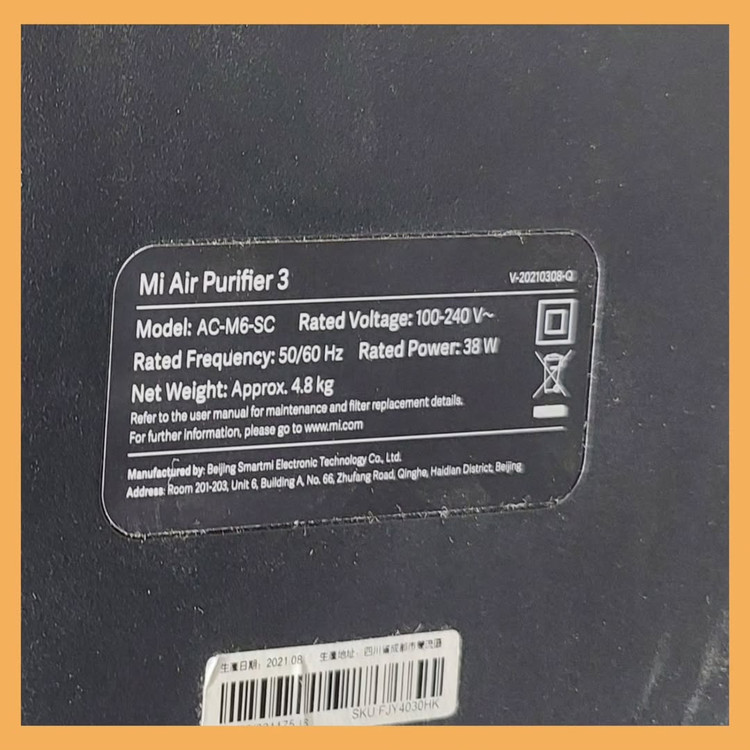 Mi Air Purifier 3
V-20210308-Q
Model: AC-M6-SC Rated Voltage: 100-240 V~
Rated Frequency: 50/60 Hz Rated Power: 38 W
Net Weight: Approx. 4.8 kg
Refer to the user manual for maintenance and filter replacement details.
For further information, please go to www.mi.com
Manufactured by: Beijing Smartmi Electronic Technology Co., Ltd.
Address: Room 201-203, Unit 6, Building A, No. 66, Zhufang Road, Qinghe, Haidian District, Beijing
生產日期: 2021.08 生產地址: 四川省成都市雙流區
SKU FJY4030HK